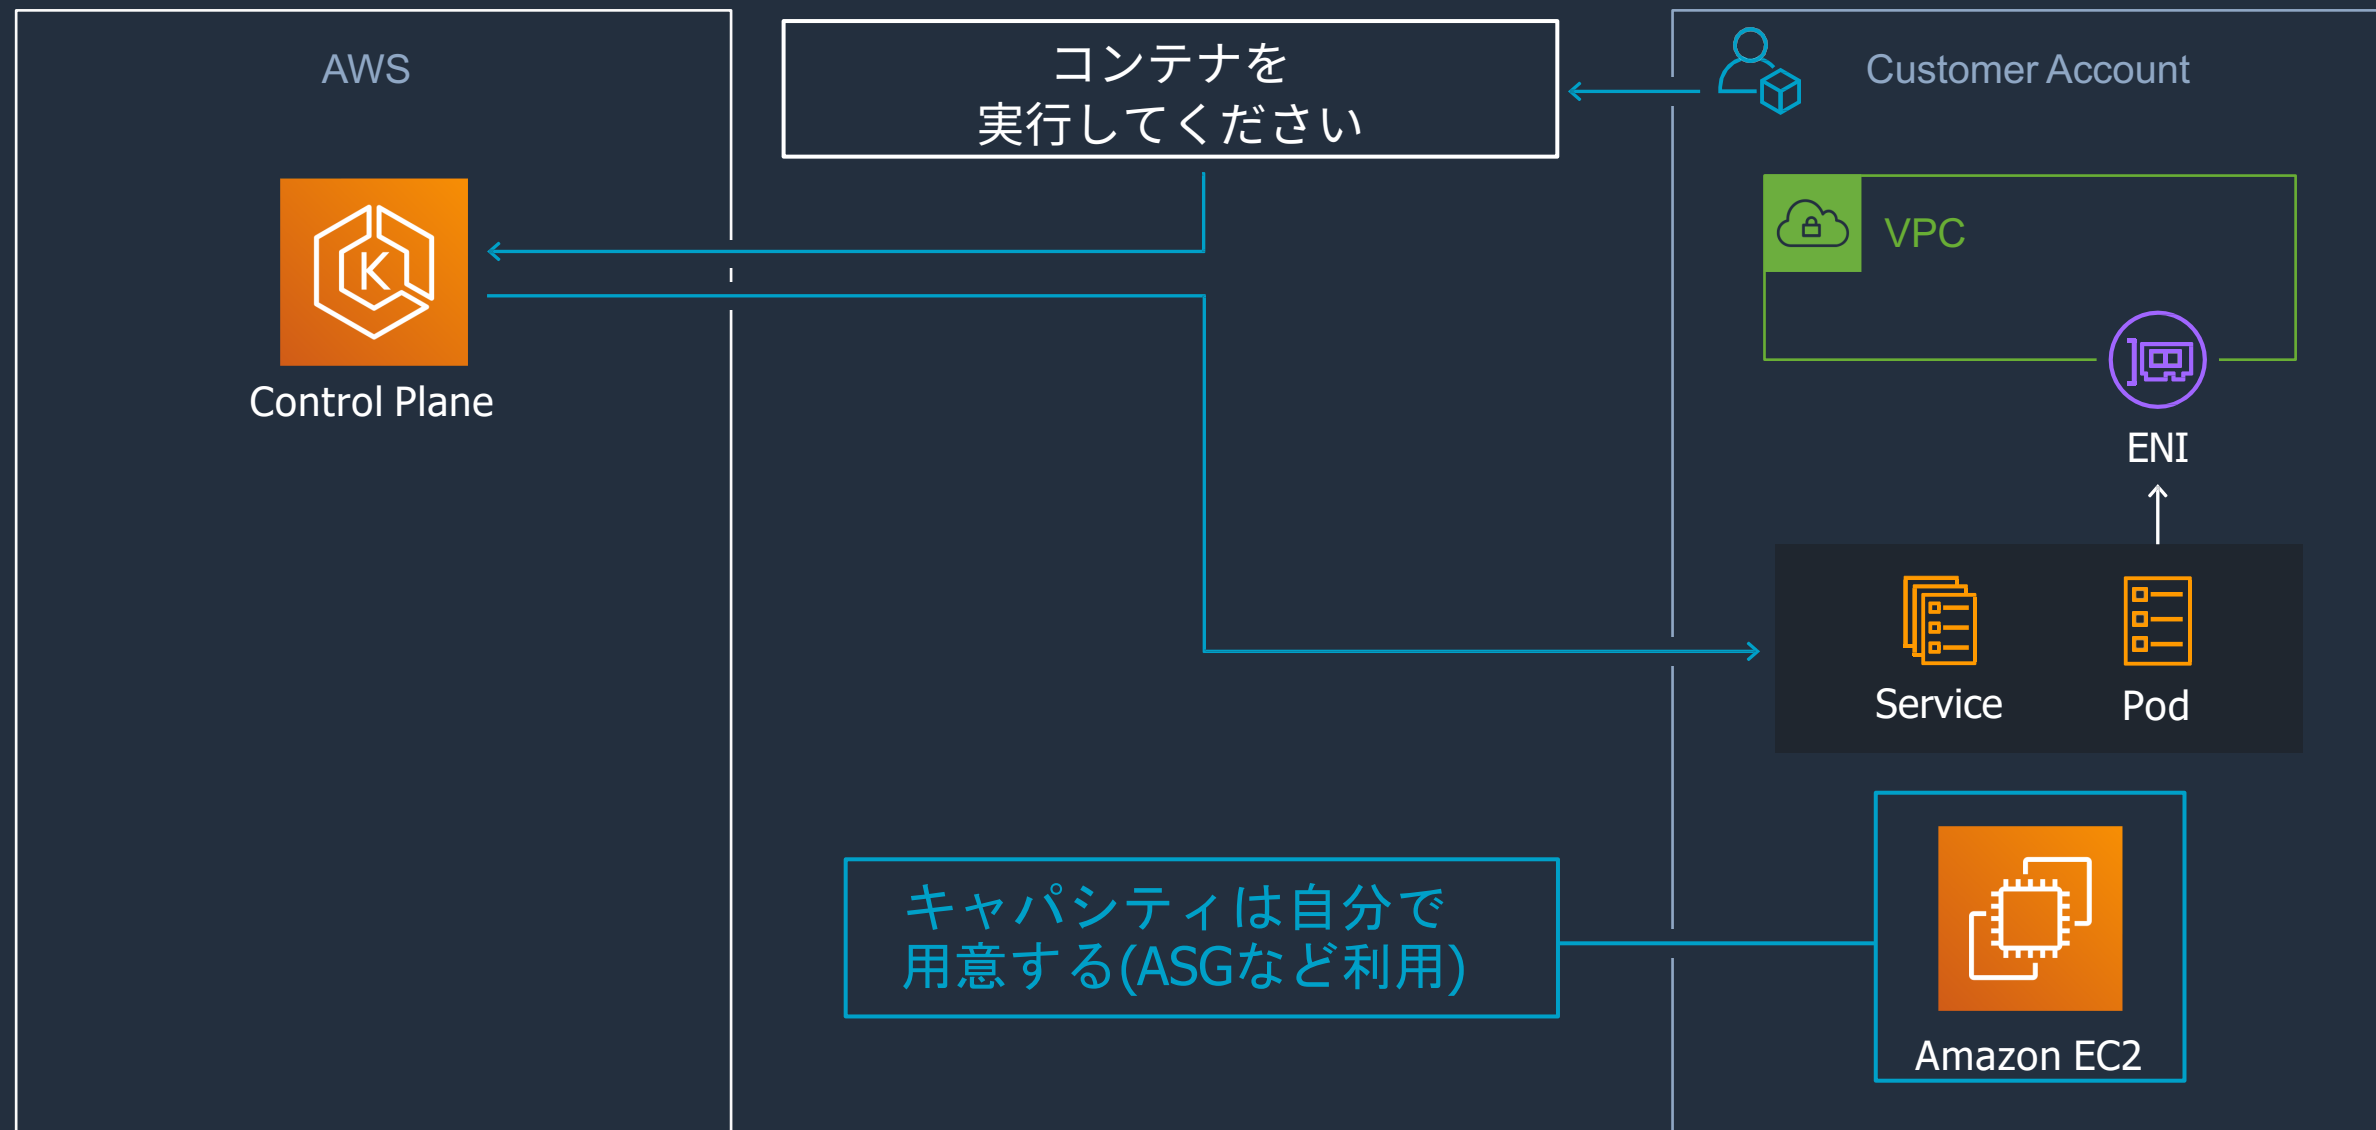 AWS
コンテナを
実行してください
Customer Account
VPC
K
Control Plane
ENI
Service
Pod
キャパシティは自分で
用意する(ASGなど利用)
Amazon EC2